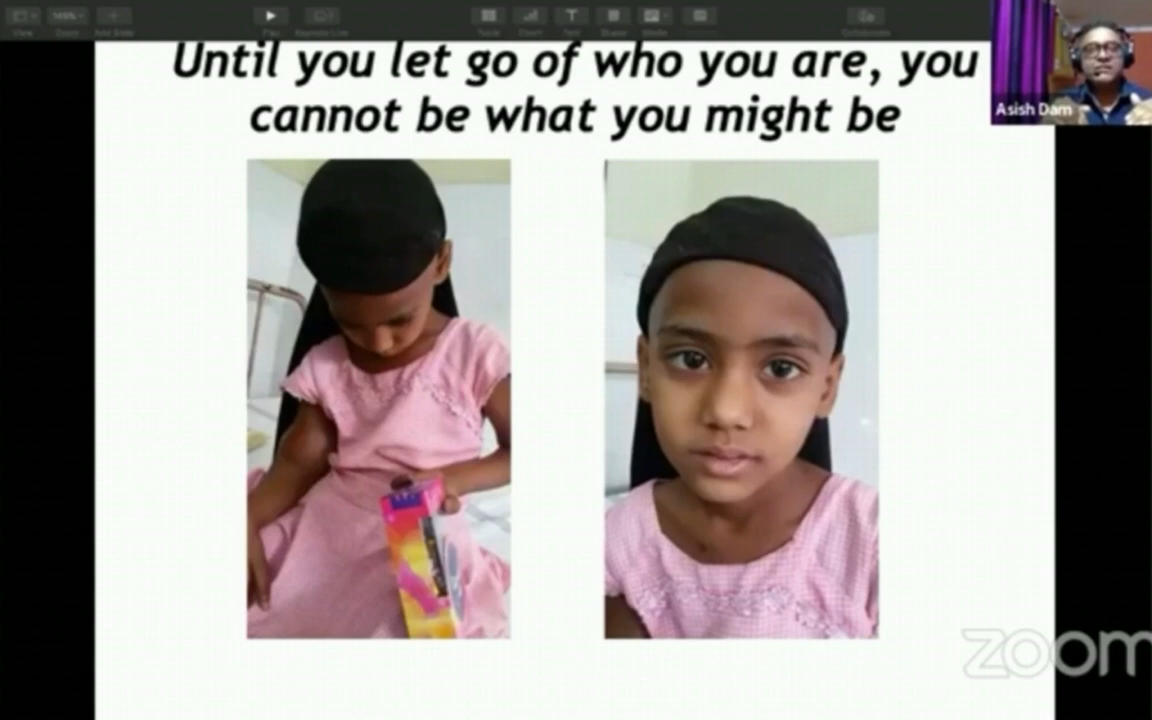 Until you let go of who you are, you
cannot be what you might be
Asish Dam
zoom